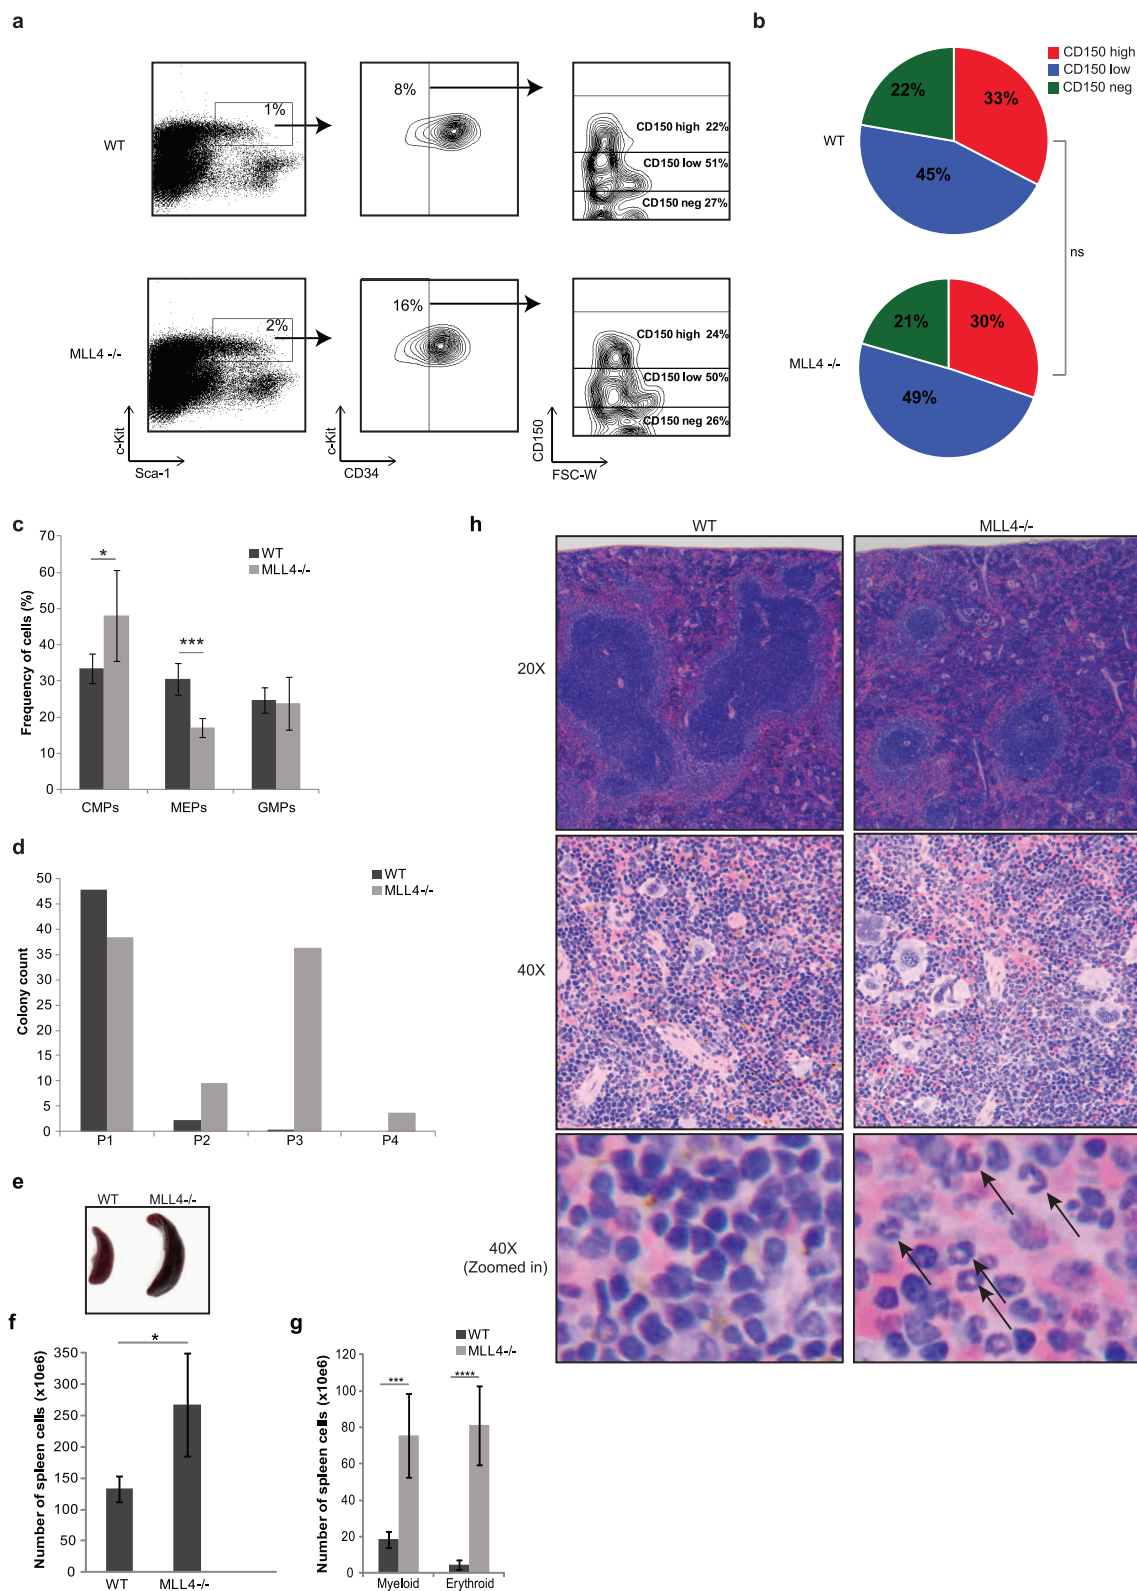 a
WT
1%
8%
CD150 high 22%
CD150 low 51%
CD150 neg 27%
MLL4 -/-
2%
16%
CD150 high 24%
CD150 low 50%
CD150 neg 26%
c-Kit
Sca-1
c-Kit
CD34
CD150
FSC-W
b
CD150 high
CD150 low
CD150 neg
22%
33%
45%
WT
ns
21%
30%
49%
MLL4 -/-
c
Frequency of cells (%)
70
60
50
40
30
20
10
0
*
***
WT
MLL4-/-
CMPs MEPs GMPs
d
Colony count
50
45
40
35
30
25
20
15
10
5
0
WT
MLL4-/-
P1 P2 P3 P4
e
WT MLL4-/-
f
Number of spleen cells (x10e6)
350
300
250
200
150
100
50
0
*
WT MLL4-/-
g
Number of spleen cells (x10e6)
120
100
80
60
40
20
0
WT
MLL4-/-
***
****
Myeloid Erythroid
h
WT MLL4-/-
20X
40X
40X
(Zoomed in)